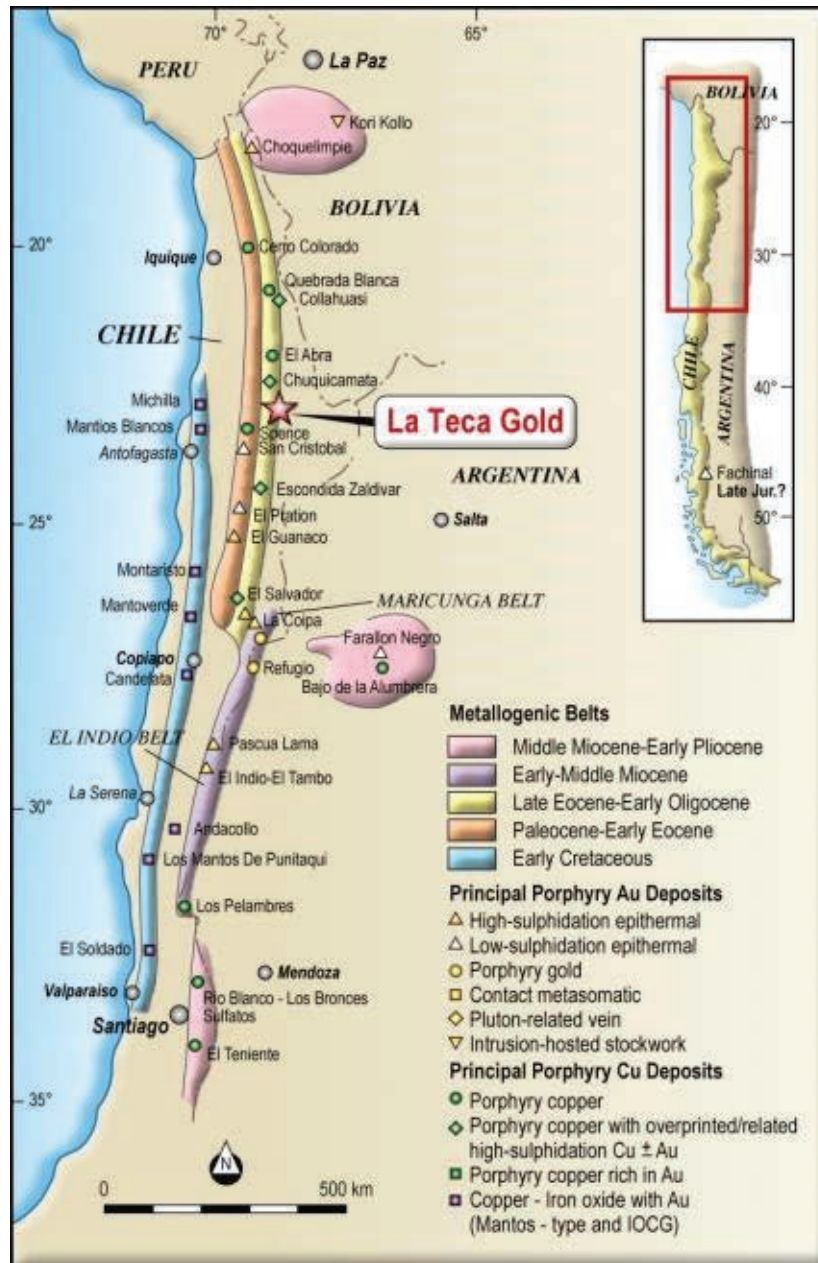 70°
65°
PERU
La Paz
Kori Kollo
Choquelimpie
BOLIVIA
20°
Iquique
Cerro Colorado
Quebrada Blanca
Collahuasi
CHILE
El Abra
Chuquicamata
Michilla
La Teca Gold
Mantios Blancos
Spence
San Cristobal
Antofagasta
ARGENTINA
Escondida Zaldivar
El Pration
Salta
25°
El Guanaco
Montaristo
El Salvador
MARICUNGA BELT
Mantoverde
La Coipa
Farallon Negro
Copiapo
Refugio
Candelata
Bajo de la Alumbrera
EL INDIO BELT
Pascua Lama
El Indio-El Tambo
La Serena
30°
Andacollo
Los Mantos De Punitaqui
Los Pelambres
El Soldado
Mendoza
Valparaiso
Rio Blanco - Los Bronces
Sulfatos
Santiago
El Teniente
35°
N
0
500 km
BOLIVIA
20°
30°
CHILE
ARGENTINA
40°
Fachinal
Late Jur.?
50°
Metallogenic Belts
Middle Miocene-Early Pliocene
Early-Middle Miocene
Late Eocene-Early Oligocene
Paleocene-Early Eocene
Early Cretaceous
Principal Porphyry Au Deposits
High-sulphidation epithermal
Low-sulphidation epithermal
Porphyry gold
Contact metasomatic
Pluton-related vein
Intrusion-hosted stockwork
Principal Porphyry Cu Deposits
Porphyry copper
Porphyry copper with overprinted/related
high-sulphidation Cu ± Au
Porphyry copper rich in Au
Copper - Iron oxide with Au
(Mantos - type and IOCG)